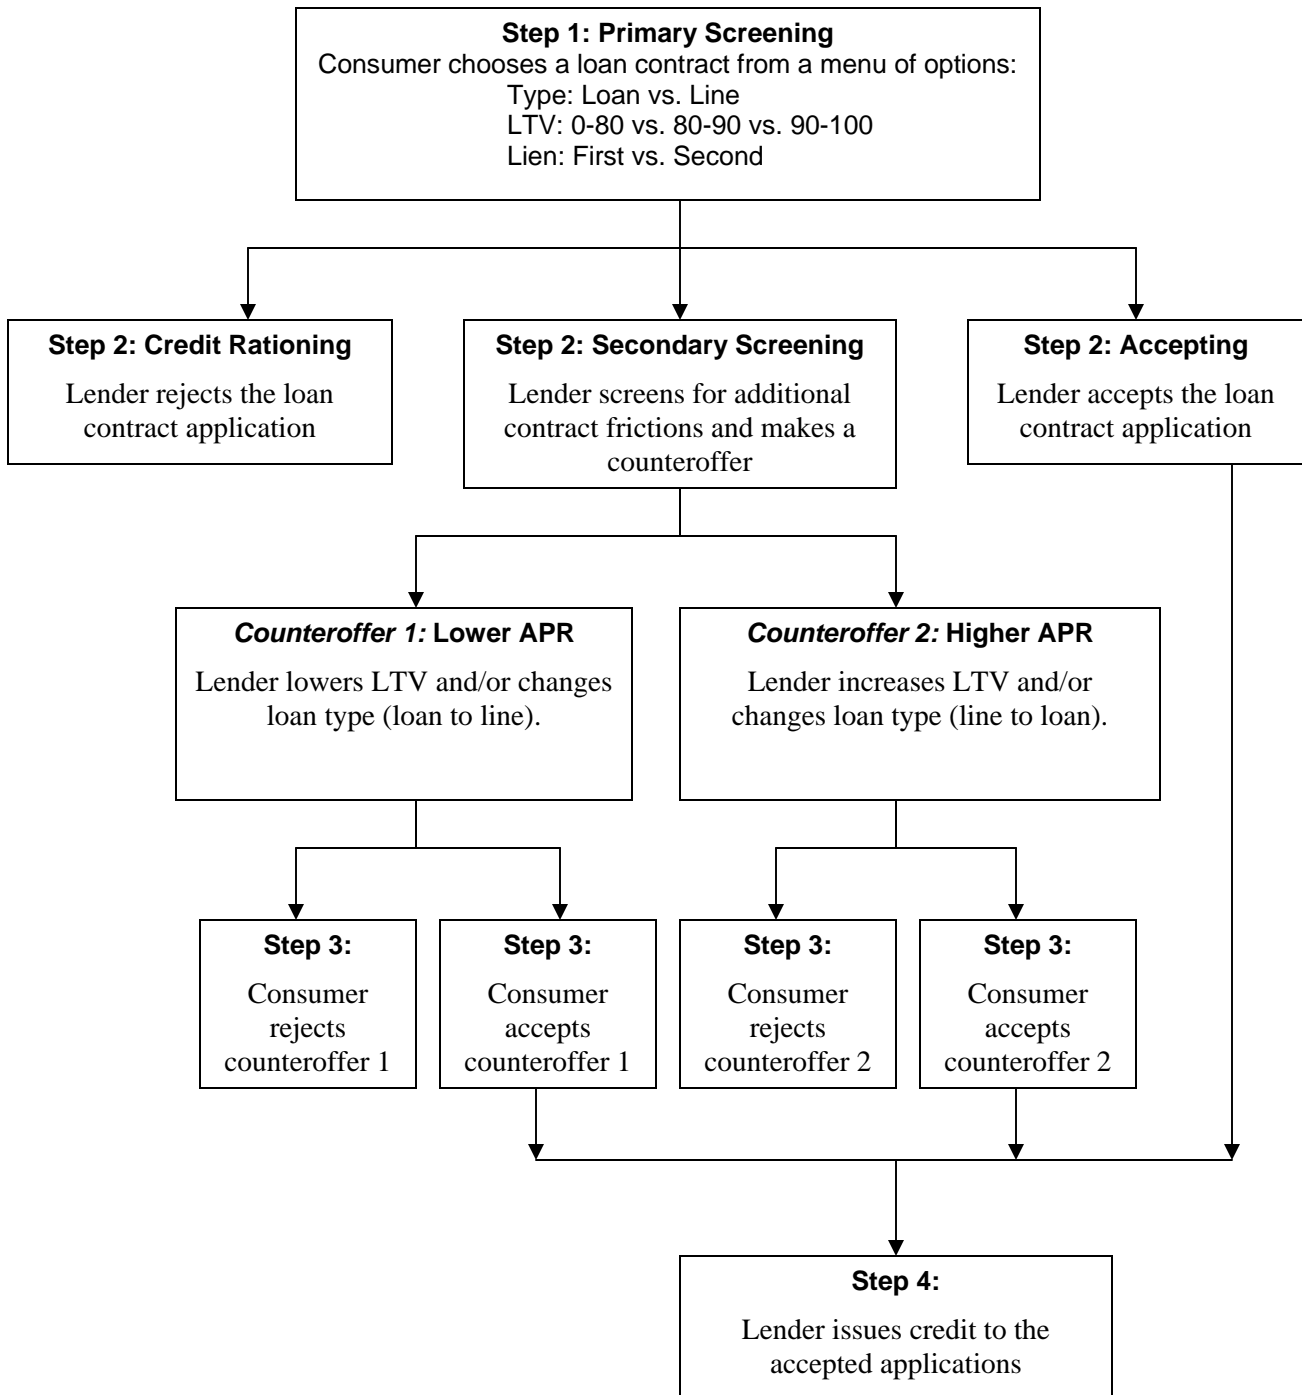 Step 1: Primary Screening
Consumer chooses a loan contract from a menu of options:
Type: Loan vs. Line
LTV: 0-80 vs. 80-90 vs. 90-100
Lien: First vs. Second
Step 2: Credit Rationing
Lender rejects the loan
contract application
Step 2: Secondary Screening
Lender screens for additional
contract frictions and makes a
counteroffer
Step 2: Accepting
Lender accepts the loan
contract application
Counteroffer 1: Lower APR
Lender lowers LTV and/or changes
loan type (loan to line).
Counteroffer 2: Higher APR
Lender increases LTV and/or
changes loan type (line to loan).
Step 3:
Consumer
rejects
counteroffer 1
Step 3:
Consumer
accepts
counteroffer 1
Step 3:
Consumer
rejects
counteroffer 2
Step 3:
Consumer
accepts
counteroffer 2
Step 4:
Lender issues credit to the
accepted applications